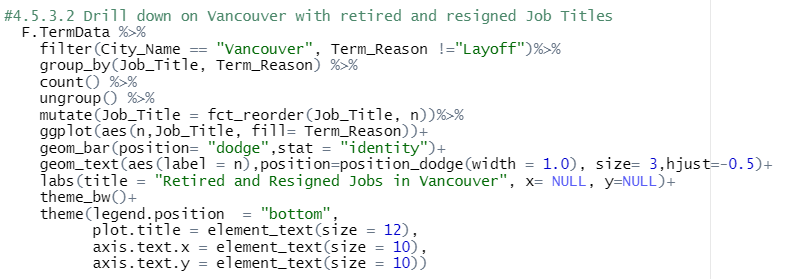 #4.5.3.2 Drill down on Vancouver with retired and resigned Job Titles
F.TermData %>%
filter(City_Name == "Vancouver", Term_Reason !="Layoff")%>%
group_by(Job_Title, Term_Reason) %>%
count() %>%
ungroup() %>%
mutate(Job_Title = fct_reorder(Job_Title, n))%>%
ggplot(aes(n,Job_Title, fill= Term_Reason))+
geom_bar(position= "dodge",stat = "identity")+
geom_text(aes(label = n),position=position_dodge(width = 1.0), size= 3,hjust=-0.5)+
labs(title = "Retired and Resigned Jobs in Vancouver", x= NULL, y=NULL)+
theme_bw()+
theme(legend.position  = "bottom",
plot.title = element_text(size = 12),
axis.text.x = element_text(size = 10),
axis.text.y = element_text(size = 10))